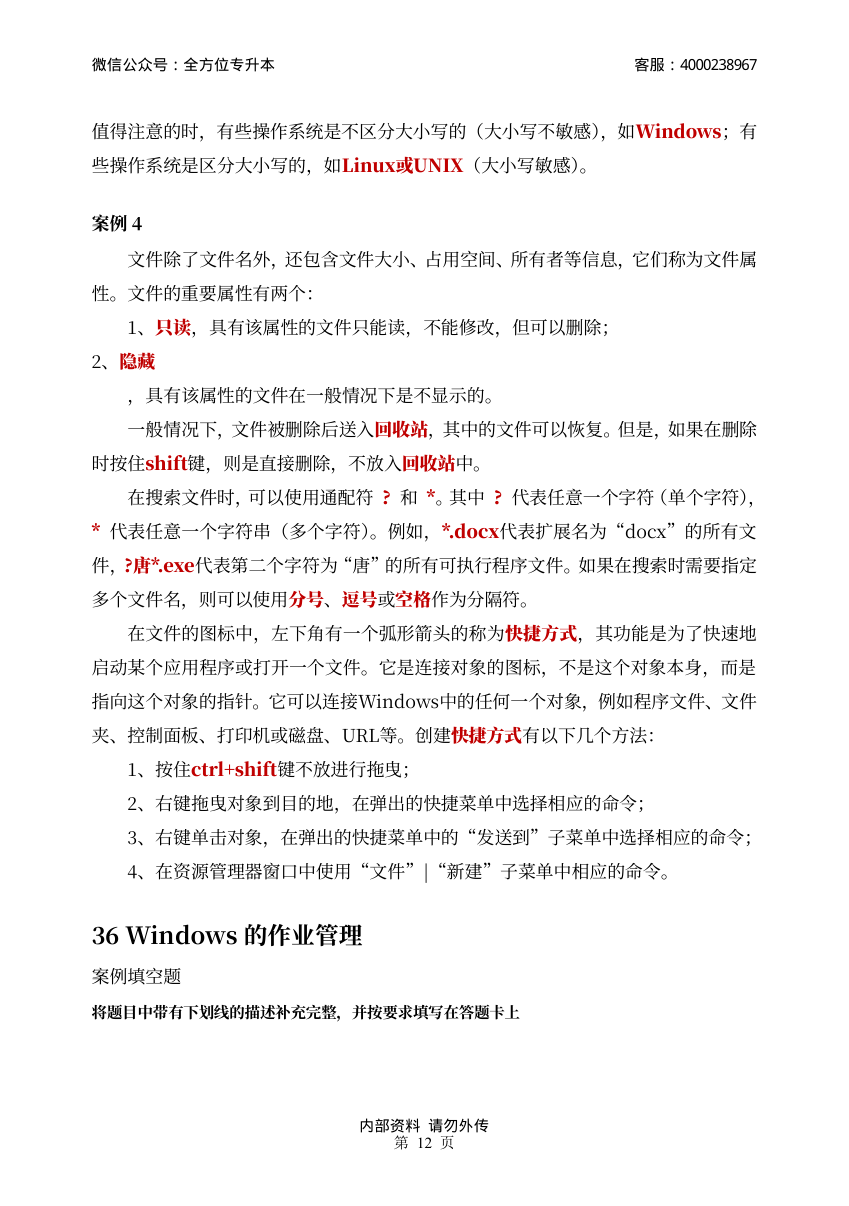 微信公众号：全方位专升本 客服：4000238967
值得注意的时，有些操作系统是不区分大小写的（大小写不敏感），如Windows；有
些操作系统是区分大小写的，如Linux或UNIX（大小写敏感）。
案例 4
文件除了文件名外，还包含文件大小、占用空间、所有者等信息，它们称为文件属
性。文件的重要属性有两个：
1、只读，具有该属性的文件只能读，不能修改，但可以删除；
2、隐藏
，具有该属性的文件在一般情况下是不显示的。
一般情况下，文件被删除后送入回收站，其中的文件可以恢复。但是，如果在删除
时按住shift键，则是直接删除，不放入回收站中。
在搜索文件时，可以使用通配符 ? 和 *。其中 ? 代表任意一个字符（单个字符），
* 代表任意一个字符串（多个字符）。例如，*.docx代表扩展名为“docx”的所有文
件，?唐*.exe代表第二个字符为“唐”的所有可执行程序文件。如果在搜索时需要指定
多个文件名，则可以使用分号、逗号或空格作为分隔符。
在文件的图标中，左下角有一个弧形箭头的称为快捷方式，其功能是为了快速地
启动某个应用程序或打开一个文件。它是连接对象的图标，不是这个对象本身，而是
指向这个对象的指针。它可以连接Windows中的任何一个对象，例如程序文件、文件
夹、控制面板、打印机或磁盘、URL等。创建快捷方式有以下几个方法：
1、按住ctrl+shift键不放进行拖曳；
2、右键拖曳对象到目的地，在弹出的快捷菜单中选择相应的命令；
3、右键单击对象，在弹出的快捷菜单中的“发送到”子菜单中选择相应的命令；
4、在资源管理器窗口中使用“文件”|“新建”子菜单中相应的命令。
36 Windows 的作业管理
案例填空题
将题目中带有下划线的描述补充完整，并按要求填写在答题卡上
内部资料 请勿外传
第 12 页